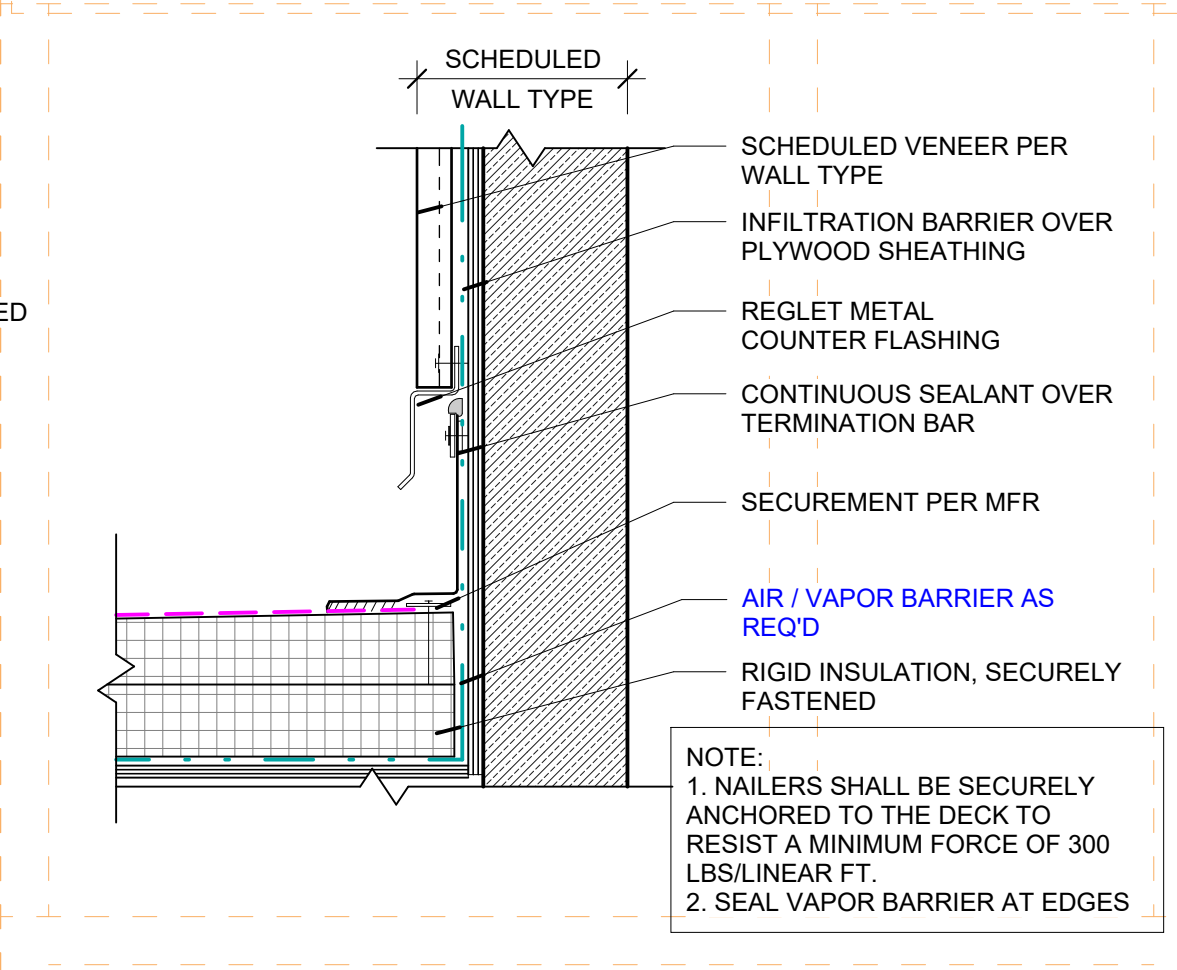 SCHEDULED
WALL TYPE
SCHEDULED VENEER PER
WALL TYPE
INFILTRATION BARRIER OVER
PLYWOOD SHEATHING
ED
REGLET METAL
COUNTER FLASHING
CONTINUOUS SEALANT OVER
TERMINATION BAR
SECUREMENT PER MFR
AIR / VAPOR BARRIER AS
REQ'D
RIGID INSULATION, SECURELY
FASTENED
NOTE:
1. NAILERS SHALL BE SECURELY
ANCHORED TO THE DECK TO
RESIST A MINIMUM FORCE OF 300
LBS/LINEAR FT.
2. SEAL VAPOR BARRIER AT EDGES